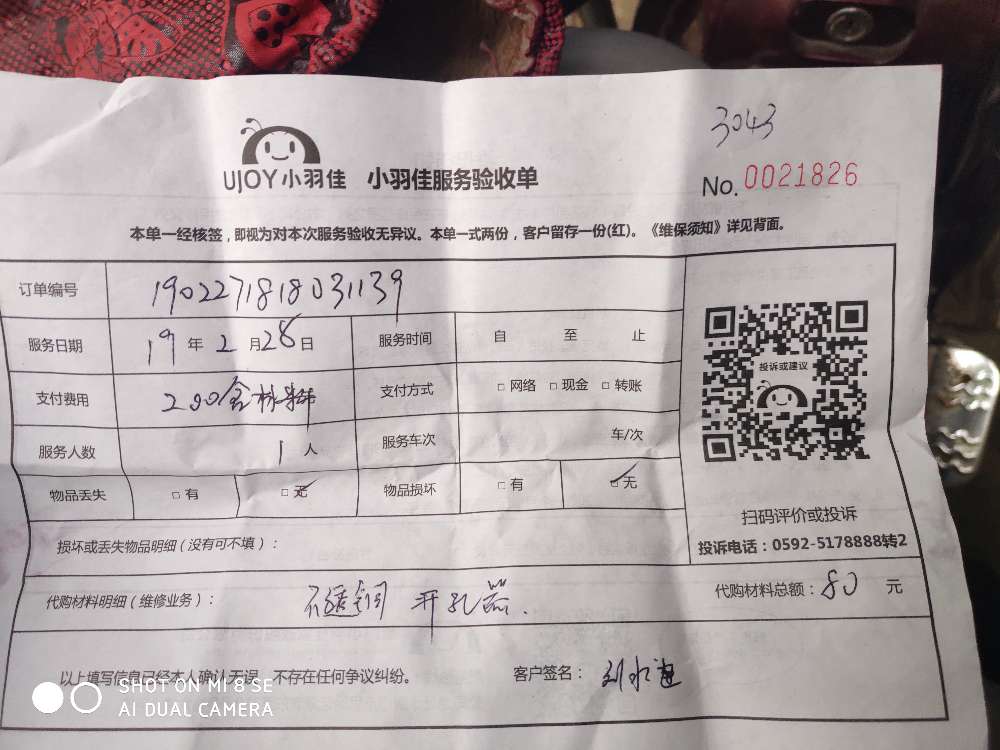 3043
UJOY小羽佳 小羽佳服务验收单
No. 0021826
本单一经核签，即视为对本次服务验收无异议。本单一式两份，客户留存一份(红)。《维保须知》详见背面。
订单编号 190227181803 1139
服务日期 19 年 2 月 28 日 服务时间 自 至 止
支付费用 200含材料 支付方式 □ 网络 □ 现金 □ 转账
服务人数 1 人 服务车次 车/次
物品丢失 □ 有 □ 无 物品损坏 □ 有 □ 无
投诉或建议
扫码评价或投诉
投诉电话：0592-5178888转2
损坏或丢失物品明细（没有可不填）：
代购材料明细（维修业务）： 开孔器. 代购材料总额：80 元
以上填写信息已经本人确认无误，不存在任何争议纠纷。 客户签名：
SHOT ON MI 8 SE
AI DUAL CAMERA